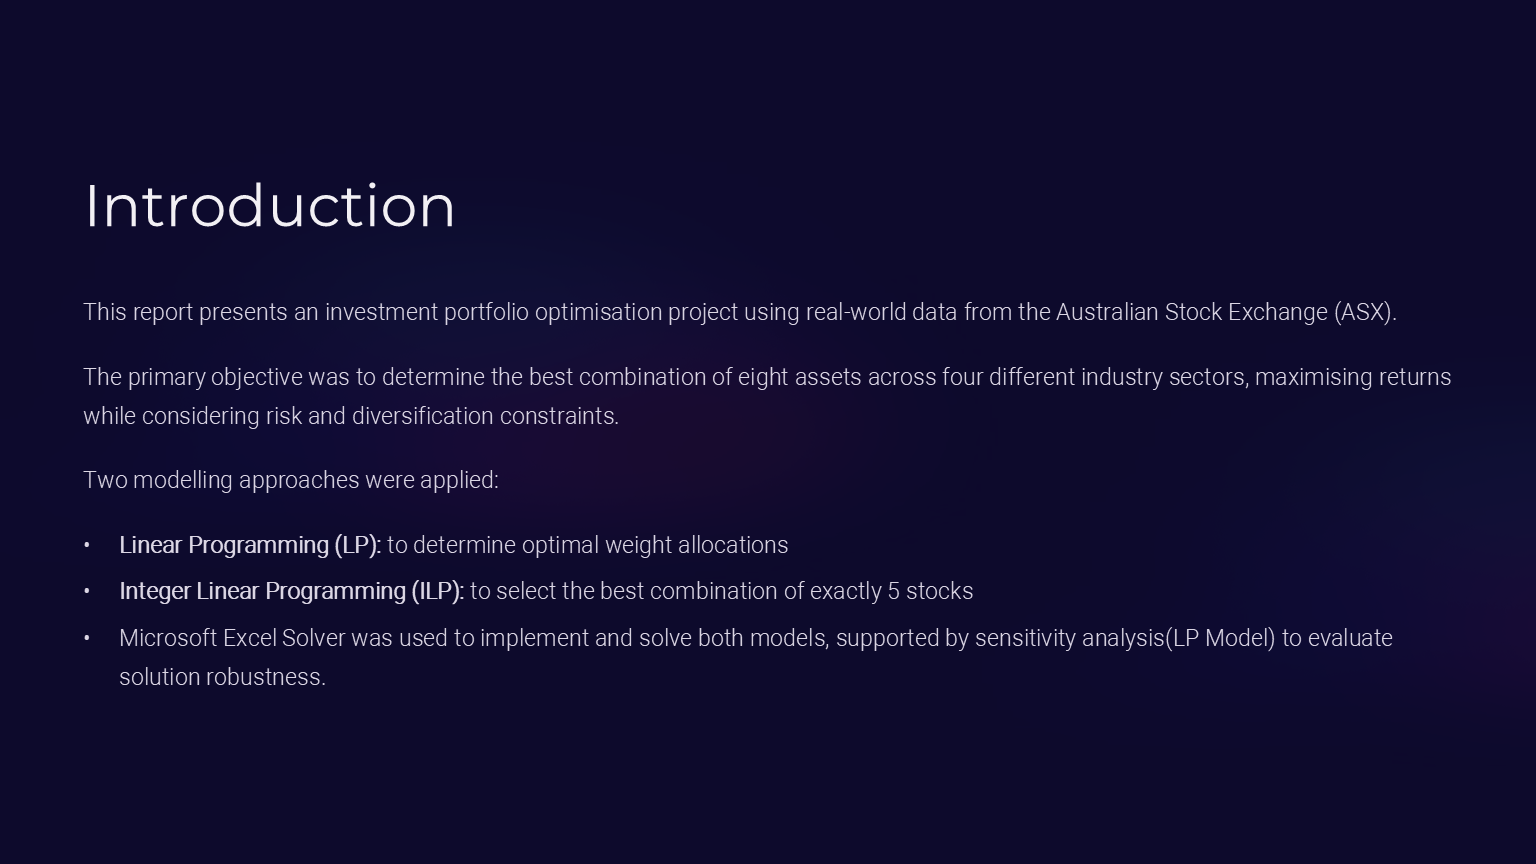 Introduction
This report presents an investment portfolio optimisation project using real-world data from the Australian Stock Exchange (ASX).
The primary objective was to determine the best combination of eight assets across four different industry sectors, maximising returns
while considering risk and diversification constraints.
Two modelling approaches were applied:
• Linear Programming (LP): to determine optimal weight allocations
• Integer Linear Programming (ILP): to select the best combination of exactly 5 stocks
• Microsoft Excel Solver was used to implement and solve both models, supported by sensitivity analysis(LP Model) to evaluate
solution robustness.